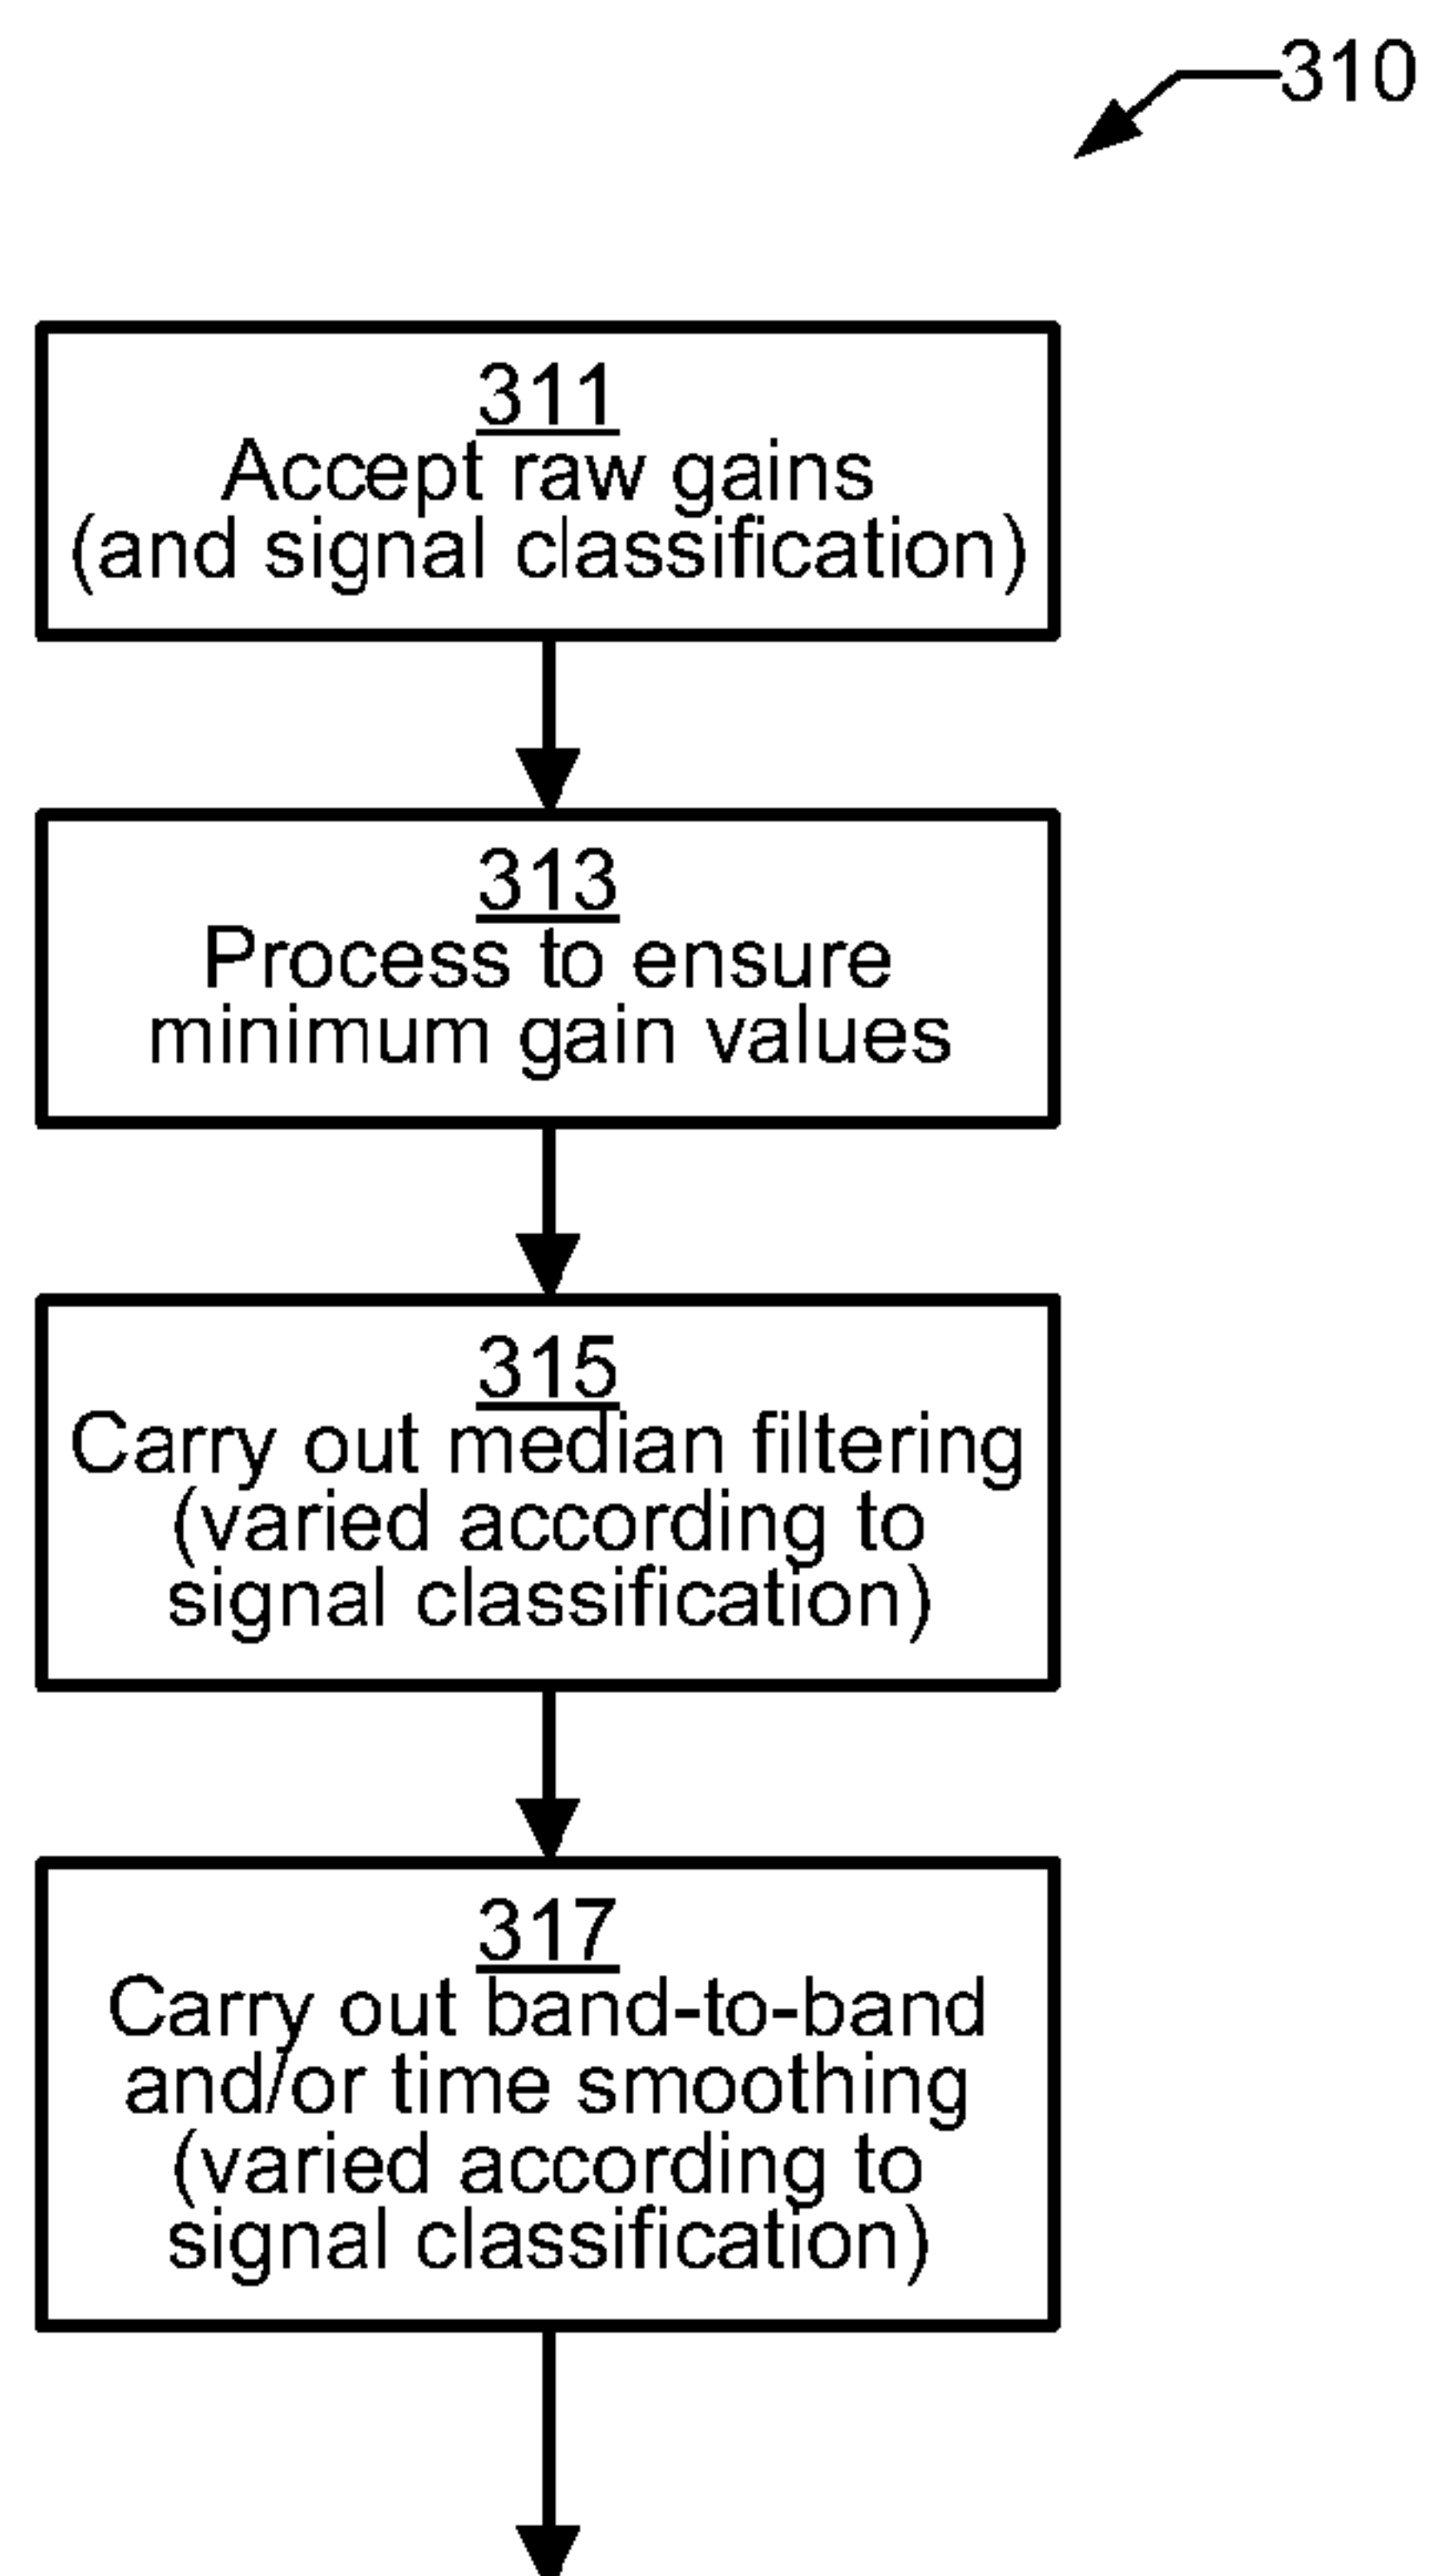 310
311
Accept raw gains
(and signal classification)
313
Process to ensure
minimum gain values
315
Carry out median filtering
(varied according to
signal classification)
317
Carry out band-to-band
and/or time smoothing
(varied according to
signal classification)